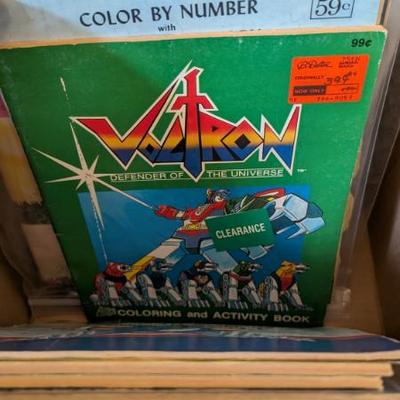 COLOR BY NUMBER
with
59¢
99¢
ORIGINALLY
NOW ONLY
VOLTRON
DEFENDER OF THE UNIVERSE
TM
CLEARANCE
COLORING and ACTIVITY BOOK